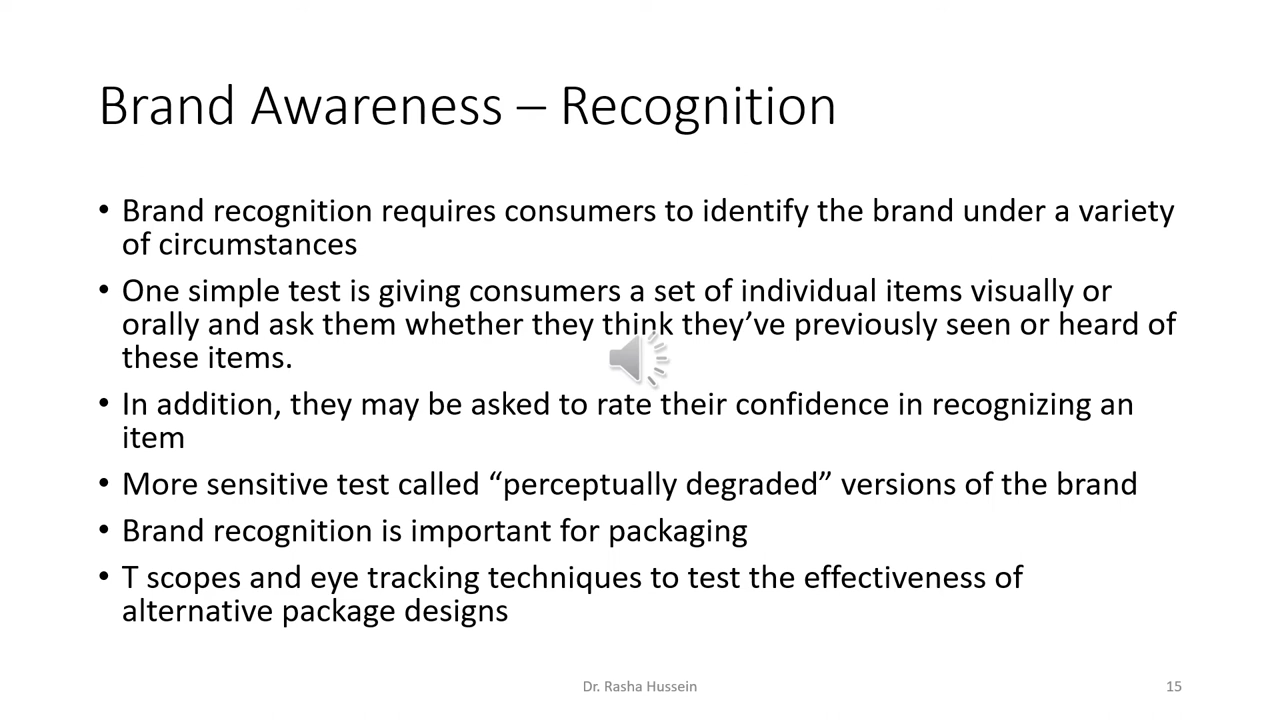 Brand Awareness – Recognition
• Brand recognition requires consumers to identify the brand under a variety
of circumstances
• One simple test is giving consumers a set of individual items visually or
orally and ask them whether they think they’ve previously seen or heard of
these items.
• In addition, they may be asked to rate their confidence in recognizing an
item
• More sensitive test called “perceptually degraded” versions of the brand
• Brand recognition is important for packaging
• T scopes and eye tracking techniques to test the effectiveness of
alternative package designs
Dr. Rasha Hussein
15